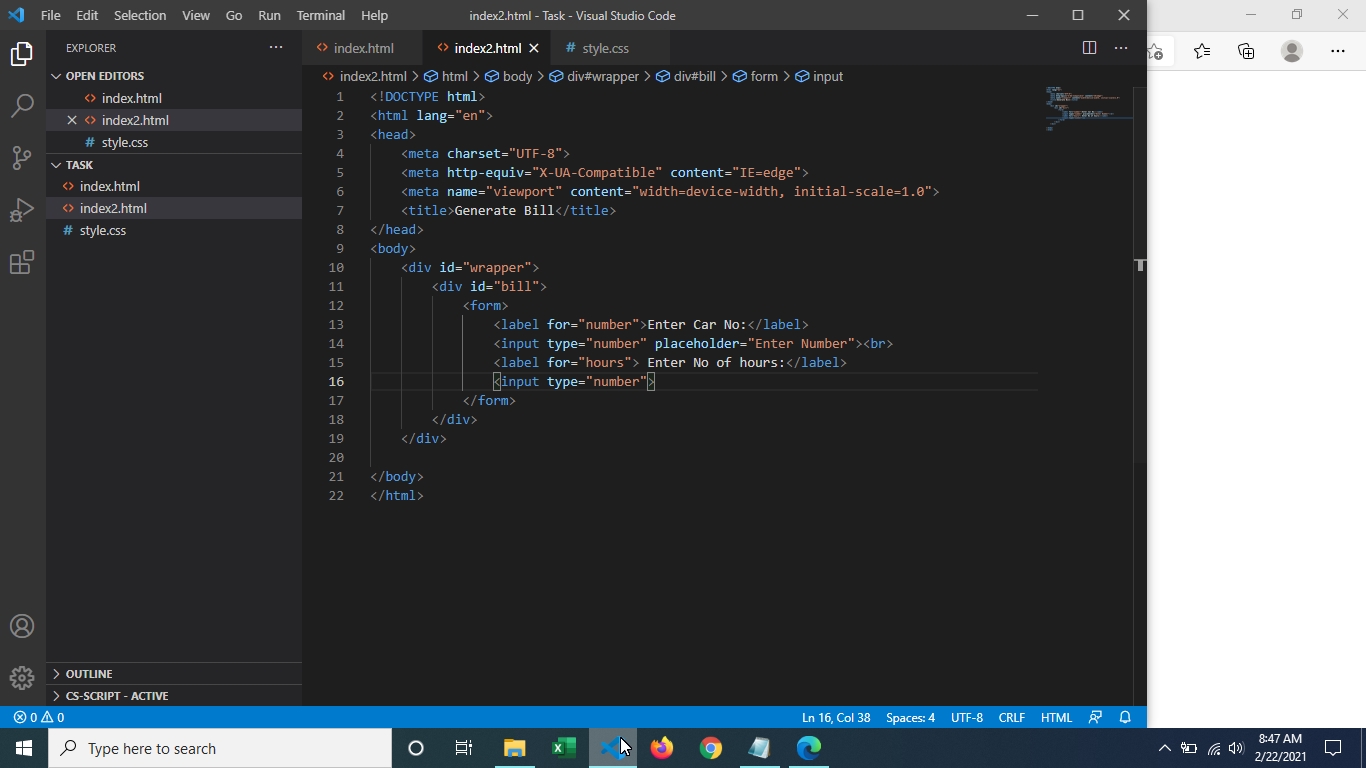 File Edit Selection View Go Run Terminal Help
index2.html - Task - Visual Studio Code
EXPLORER
OPEN EDITORS
index.html
index2.html
style.css
TASK
index.html
index2.html
style.css
OUTLINE
CS-SCRIPT - ACTIVE
index.html index2.html style.css
index2.html > html > body > div#wrapper > div#bill > form > input
1 <!DOCTYPE html>
2 <html lang="en">
3 <head>
4 <meta charset="UTF-8">
5 <meta http-equiv="X-UA-Compatible" content="IE=edge">
6 <meta name="viewport" content="width=device-width, initial-scale=1.0">
7 <title>Generate Bill</title>
8 </head>
9 <body>
10 <div id="wrapper">
11 <div id="bill">
12 <form>
13 <label for="number">Enter Car No:</label>
14 <input type="number" placeholder="Enter Number"><br>
15 <label for="hours"> Enter No of hours:</label>
16 <input type="number">
17 </form>
18 </div>
19 </div>
20
21 </body>
22 </html>
0 0
Ln 16, Col 38 Spaces: 4 UTF-8 CRLF HTML
Type here to search
8:47 AM
2/22/2021